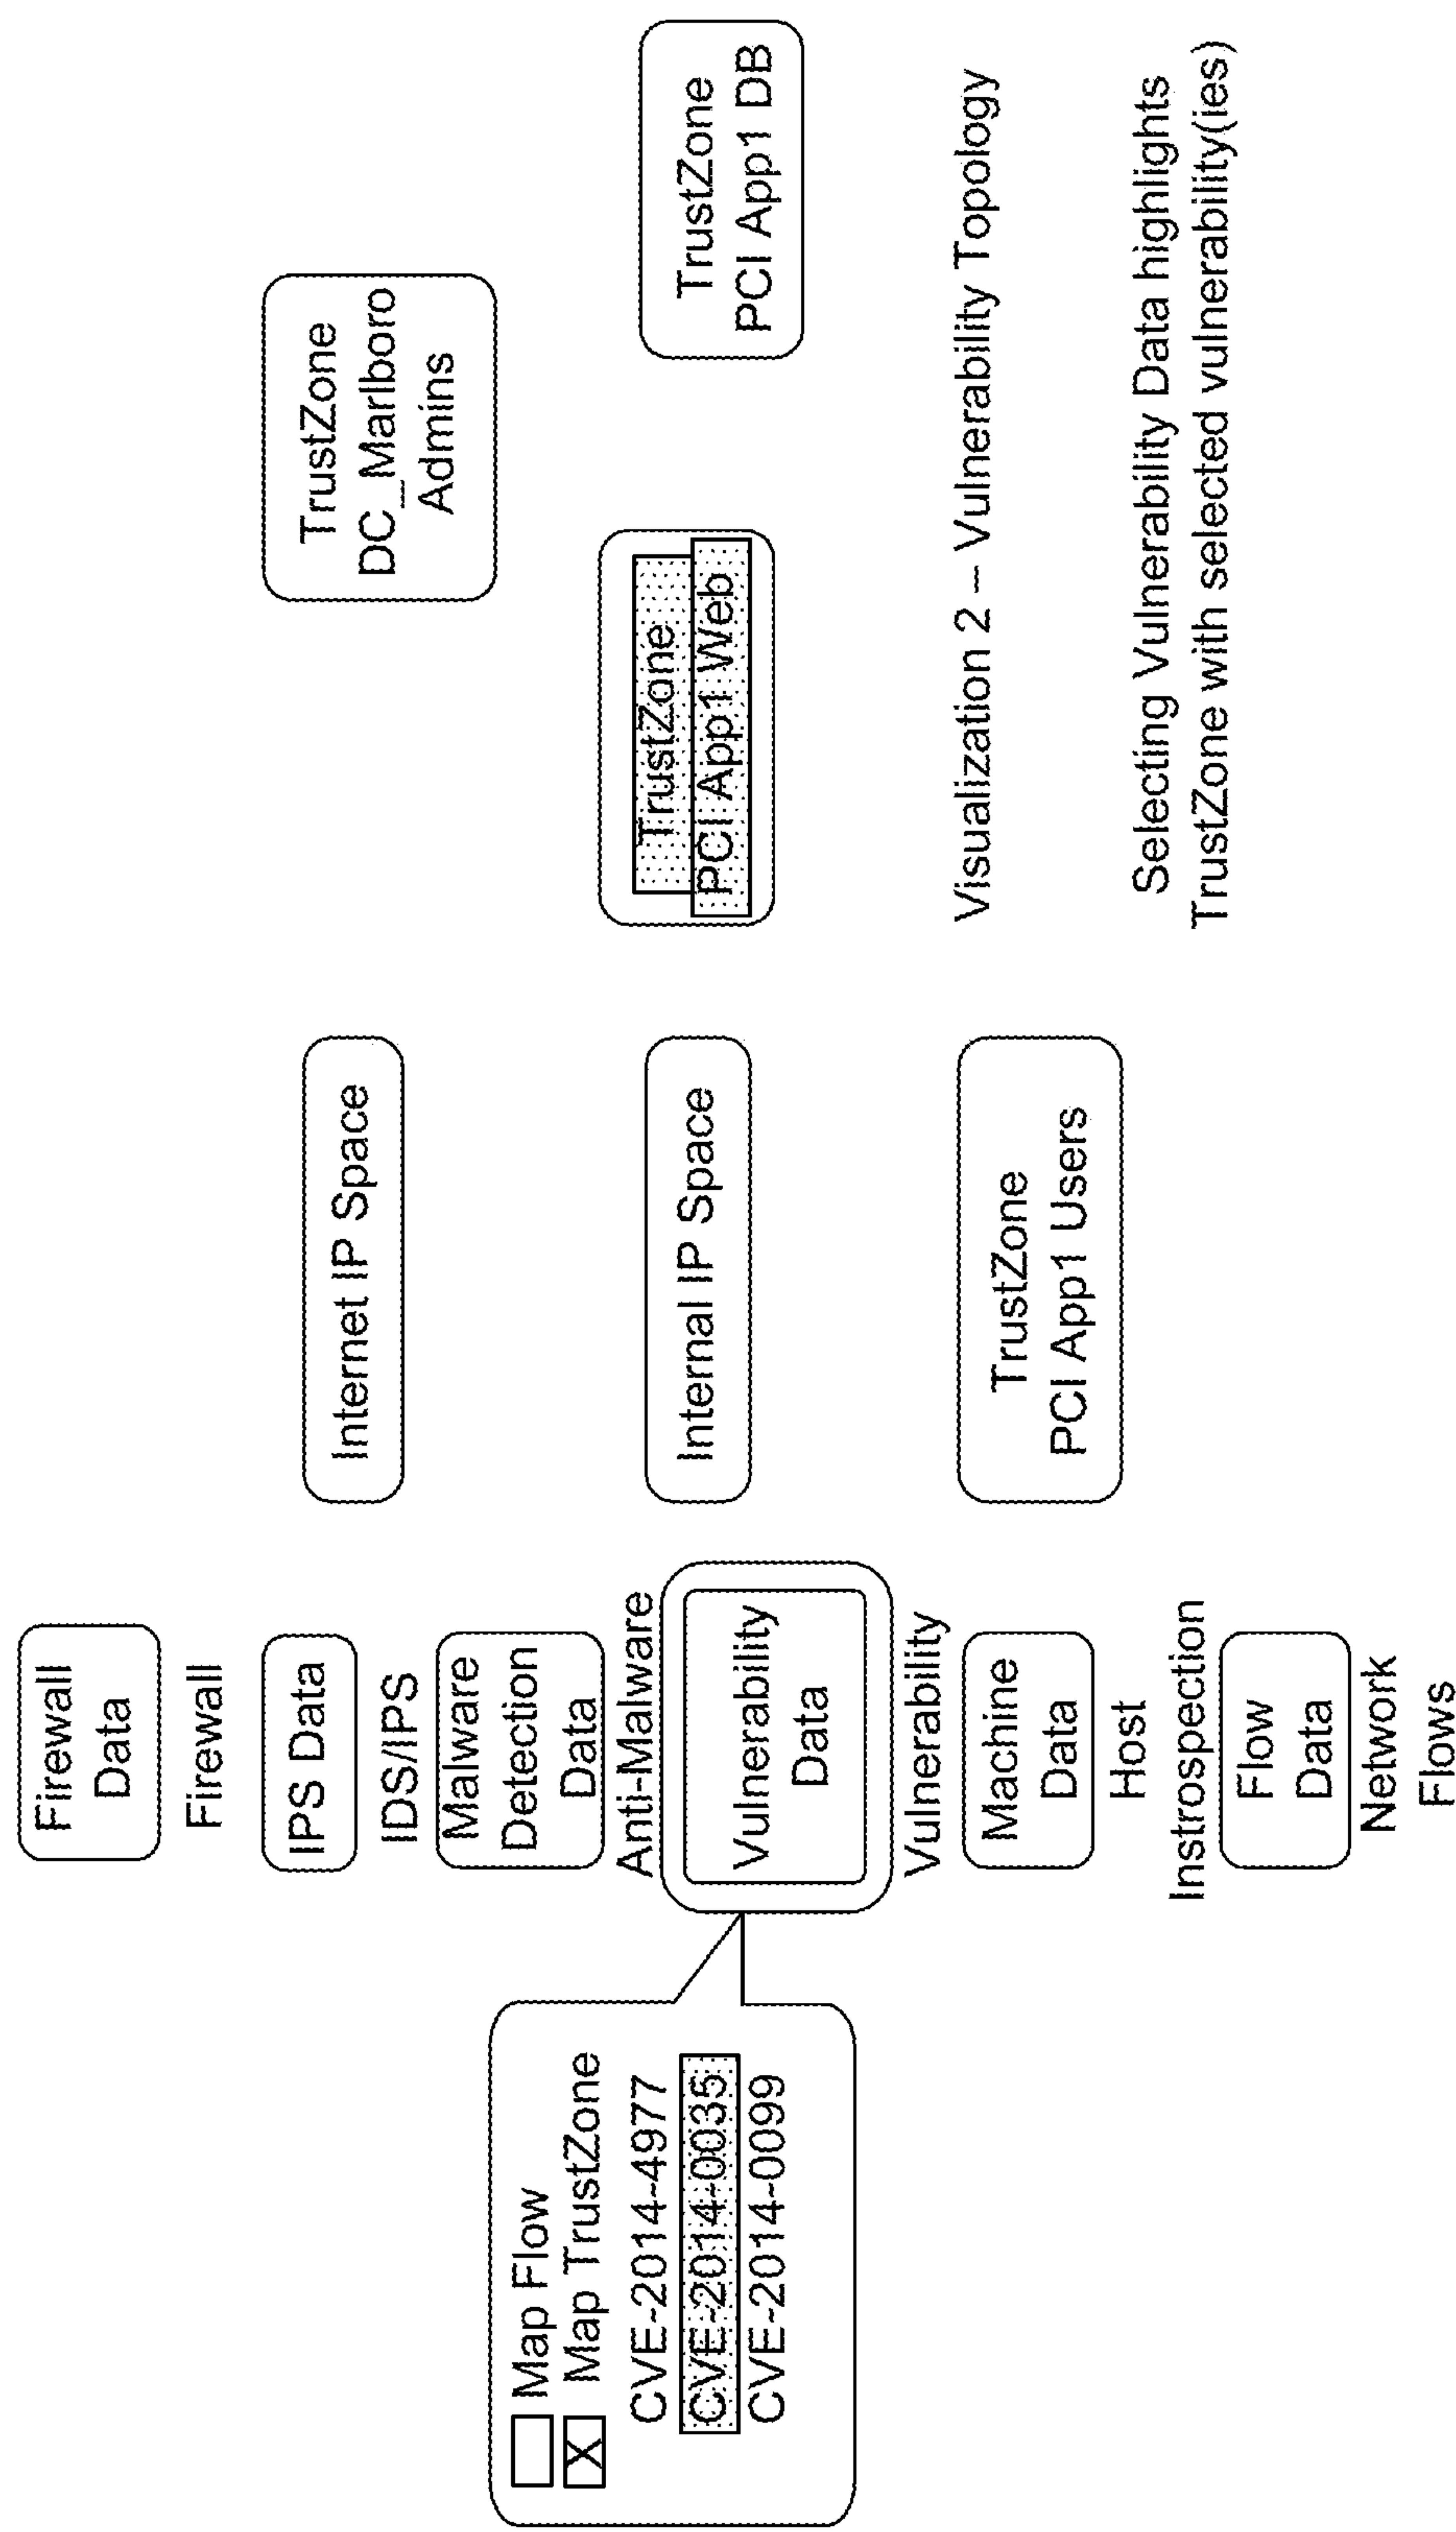 Map Flow
X Map TrustZone
CVE-2014-4977
CVE-2014-0035
CVE-2014-0099
Firewall
Data
Firewall
IPS Data
IDS/IPS
Malware
Detection
Data
Anti-Malware
Vulnerability
Data
Vulnerability
Machine
Data
Host
Instrospection
Flow
Data
Network
Flows
Internet IP Space
Internal IP Space
TrustZone
PCI App1 Users
TrustZone
DC_Marlboro
Admins
TrustZone
PCI App1 Web
TrustZone
PCI App1 DB
Visualization 2 – Vulnerability Topology
Selecting Vulnerability Data highlights
TrustZone with selected vulnerability(ies)